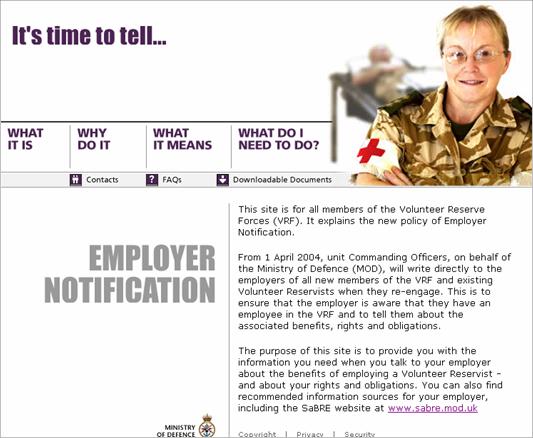 It's time to tell...
WHAT
IT IS
WHY
DO IT
WHAT
IT MEANS
WHAT DO I
NEED TO DO?
Contacts
? FAQs
Downloadable Documents
EMPLOYER
NOTIFICATION
This site is for all members of the Volunteer Reserve
Forces (VRF). It explains the new policy of Employer
Notification.
From 1 April 2004, unit Commanding Officers, on behalf of
the Ministry of Defence (MOD), will write directly to the
employers of all new members of the VRF and existing
Volunteer Reservists when they re-engage. This is to
ensure that the employer is aware that they have an
employee in the VRF and to tell them about the
associated benefits, rights and obligations.
The purpose of this site is to provide you with the
information you need when you talk to your employer
about the benefits of employing a Volunteer Reservist -
and about your rights and obligations. You can also find
recommended information sources for your employer,
including the SaBRE website at www.sabre.mod.uk
MINISTRY
OF DEFENCE
Copyright | Privacy | Security